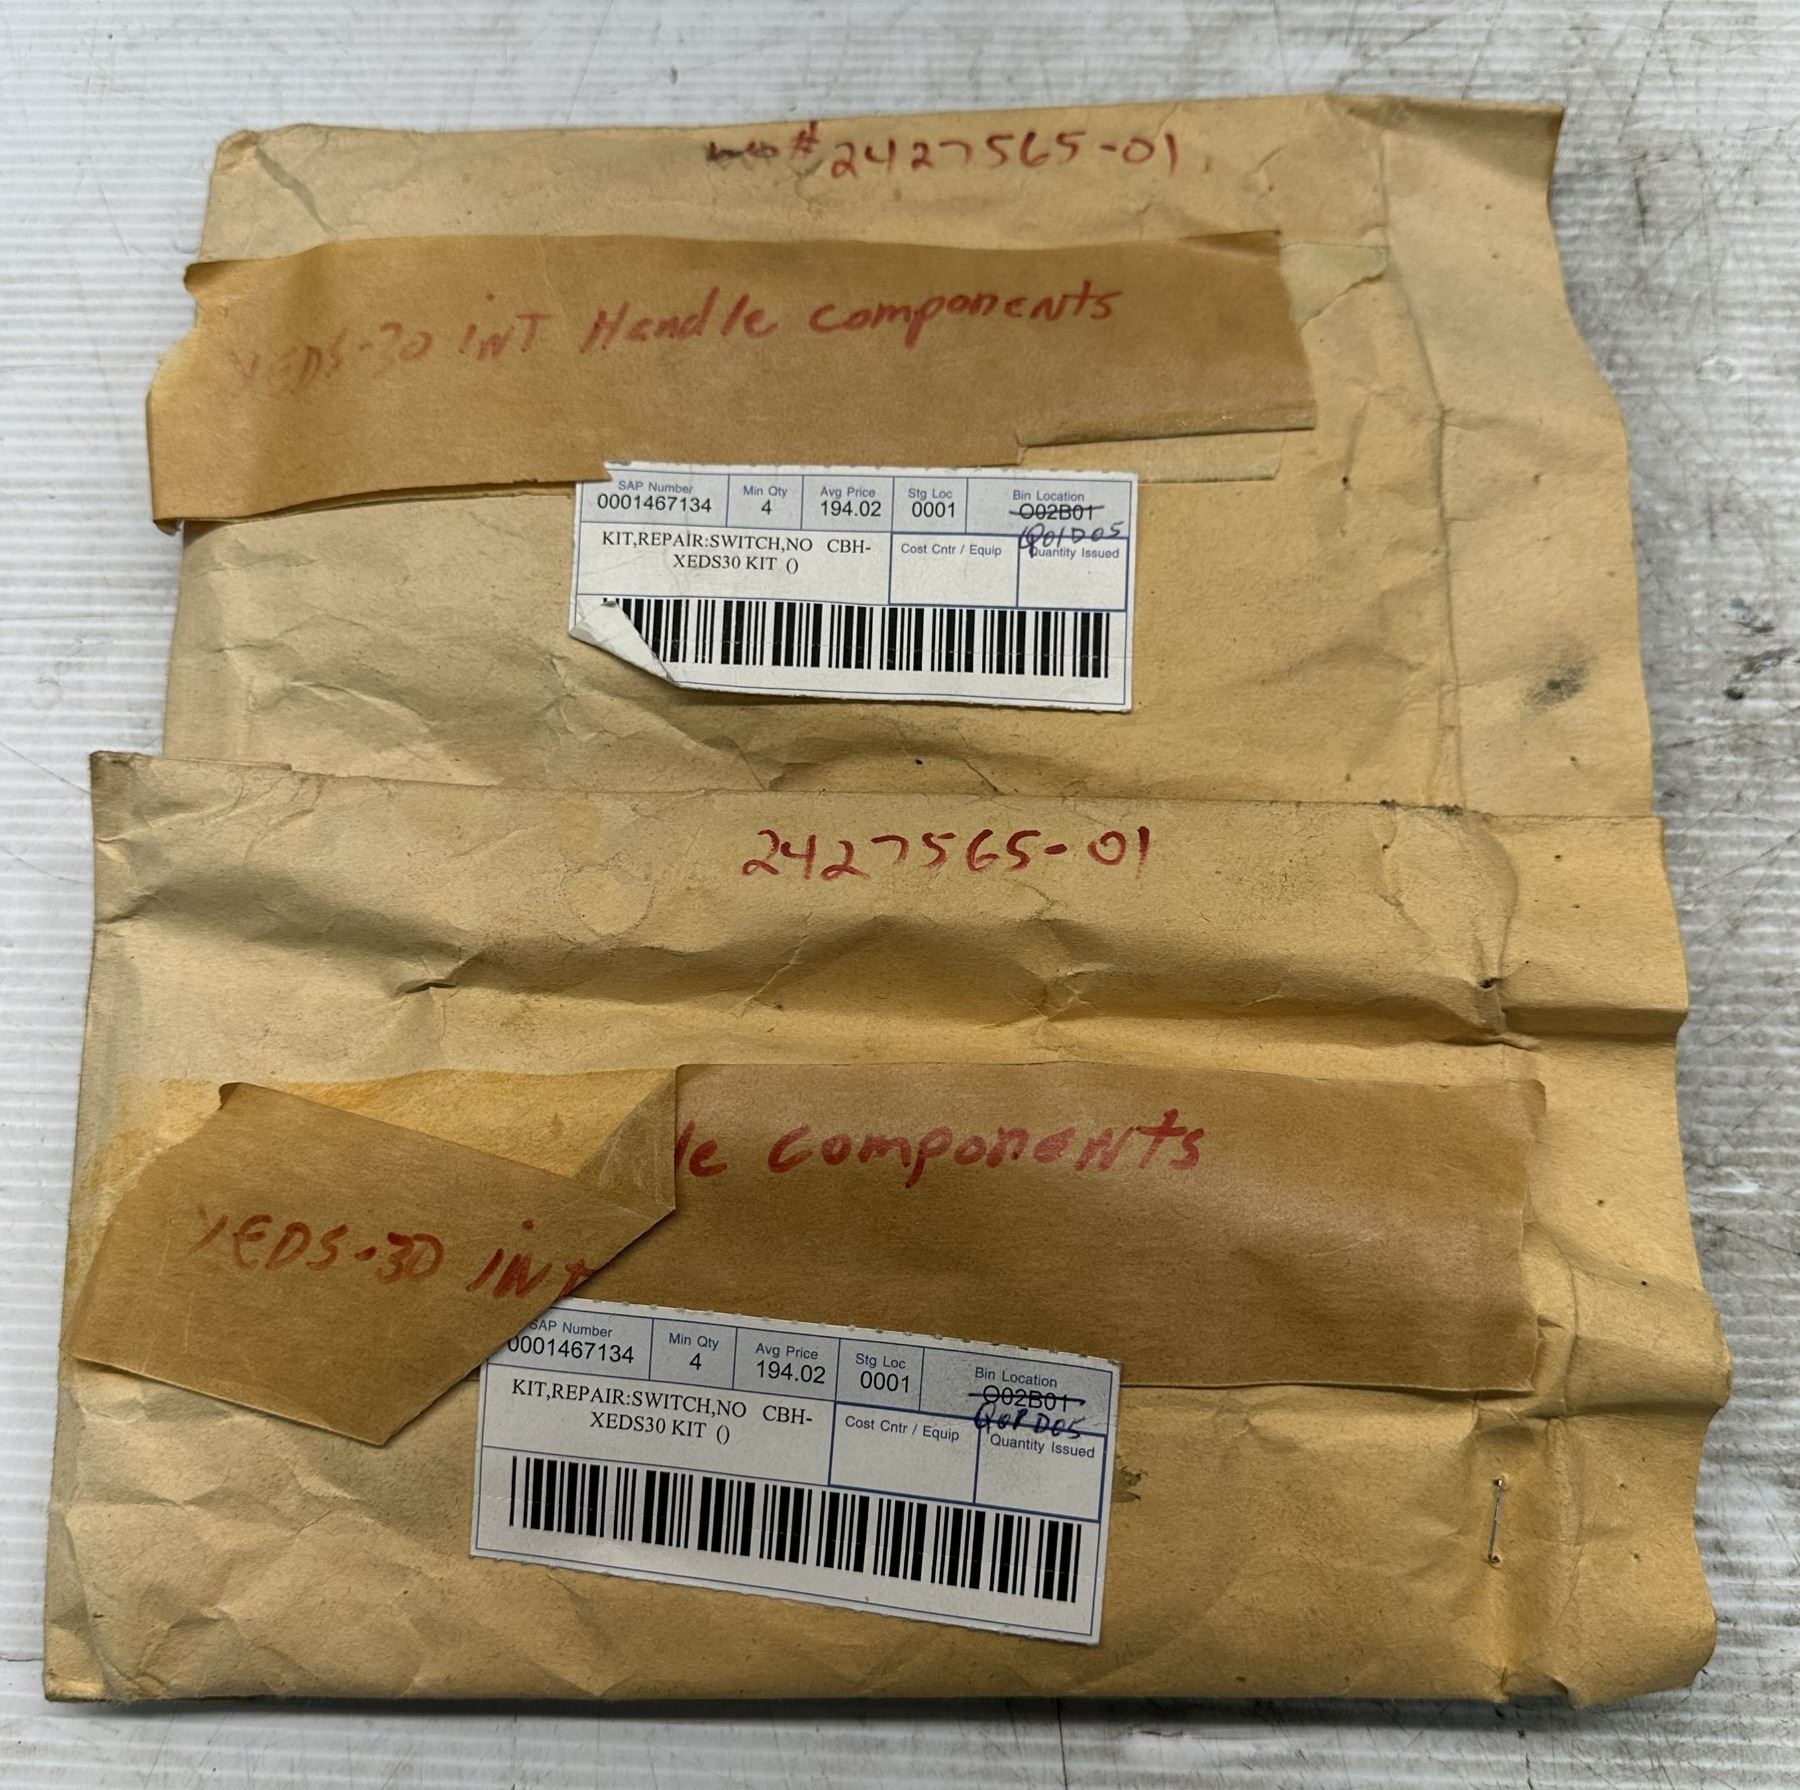 # 2427565-01
XEDS-30 INT Handle components
SAP Number Min Qty Avg Price Stg Loc Bin Location
0001467134 4 194.02 0001 O02B01
Q01D05
KIT,REPAIR:SWITCH,NO CBH-
XEDS30 KIT ()
Cost Cntr / Equip Quantity Issued
2427565-01
le components
XEDS-30 INT
SAP Number Min Qty Avg Price Stg Loc Bin Location
0001467134 4 194.02 0001 O02B01
Q01D05
KIT,REPAIR:SWITCH,NO CBH-
XEDS30 KIT ()
Cost Cntr / Equip Quantity Issued